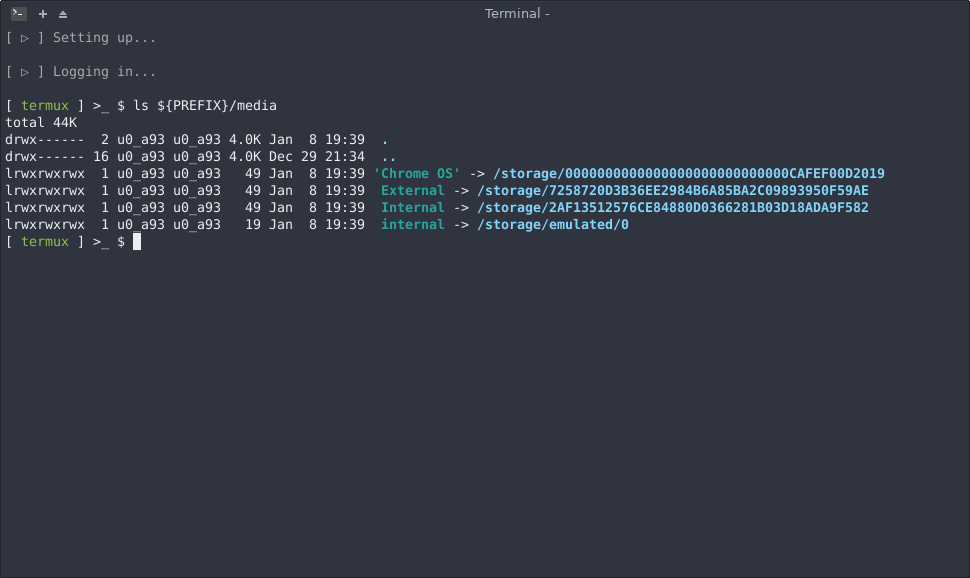 Terminal -
[ ▷ ] Setting up...
[ ▷ ] Logging in...
[ termux ] >_ $ ls ${PREFIX}/media
total 44K
drwx------  2 u0_a93 u0_a93 4.0K Jan  8 19:39  .
drwx------ 16 u0_a93 u0_a93 4.0K Dec 29 21:34  ..
lrwxrwxrwx  1 u0_a93 u0_a93   49 Jan  8 19:39 'Chrome OS' -> /storage/0000000000000000000000000000CAFEF00D2019
lrwxrwxrwx  1 u0_a93 u0_a93   49 Jan  8 19:39  External -> /storage/7258720D3B36EE2984B6A85BA2C09893950F59AE
lrwxrwxrwx  1 u0_a93 u0_a93   49 Jan  8 19:39  Internal -> /storage/2AF13512576CE84880D0366281B03D18ADA9F582
lrwxrwxrwx  1 u0_a93 u0_a93   19 Jan  8 19:39  internal -> /storage/emulated/0
[ termux ] >_ $